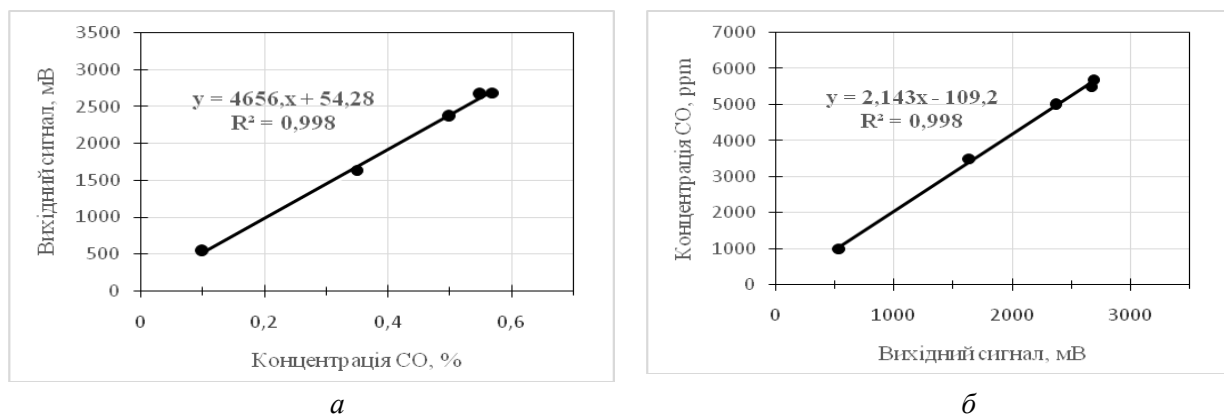 3500
3000
2500
2000
1500
1000
500
0
Вихідний сигнал, мВ
y = 4656,x + 54,28
R² = 0,998
0
0,2
0,4
0,6
Концентрація CO, %
а
7000
6000
5000
4000
3000
2000
1000
0
Концентрація CO, ppm
y = 2,143x - 109,2
R² = 0,998
0
1000
2000
3000
Вихідний сигнал, мВ
б